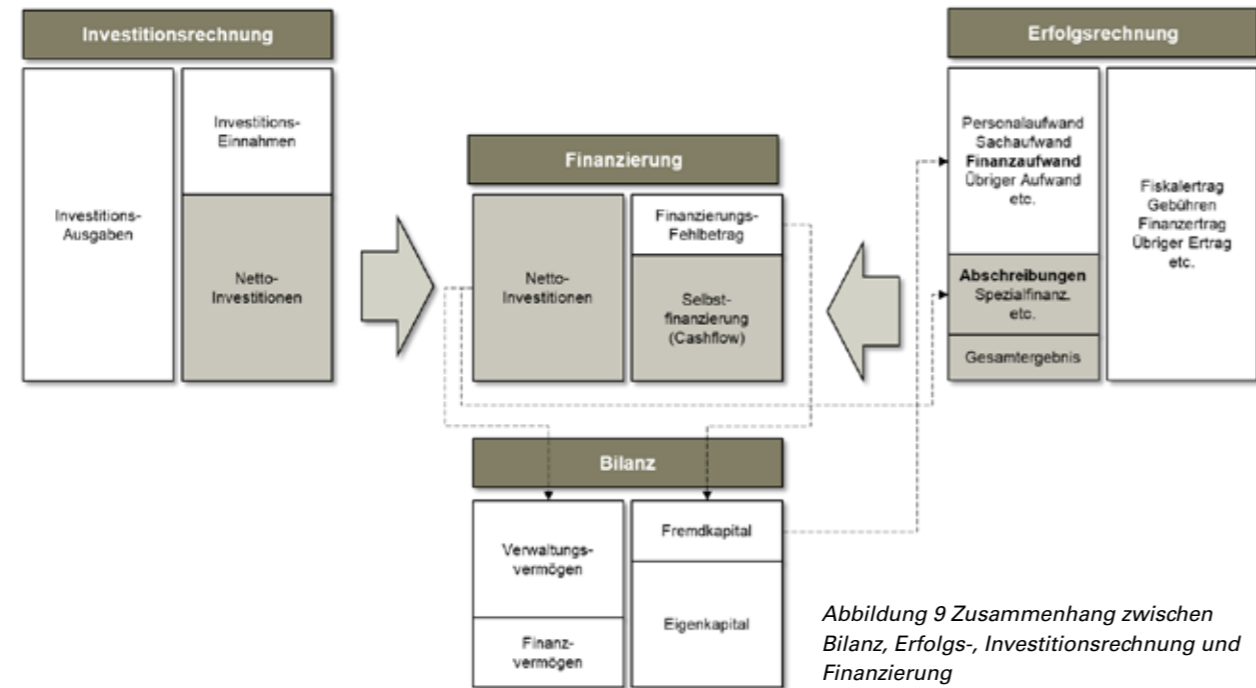 Investitionsrechnung
Investitions-
Ausgaben
Investitions-
Einnahmen
Netto-
Investitionen
Finanzierung
Netto-
Investitionen
Finanzierungs-
Fehlbetrag
Selbst-
finanzierung
(Cashflow)
Erfolgsrechnung
Personalaufwand
Sachaufwand
Finanzaufwand
Übriger Aufwand
etc.
Abschreibungen
Spezialfinanz.
etc.
Gesamtergebnis
Fiskalertrag
Gebühren
Finanzertrag
Übriger Ertrag
etc.
Bilanz
Verwaltungs-
vermögen
Finanz-
vermögen
Fremdkapital
Eigenkapital
Abbildung 9 Zusammenhang zwischen
Bilanz, Erfolgs-, Investitionsrechnung und
Finanzierung